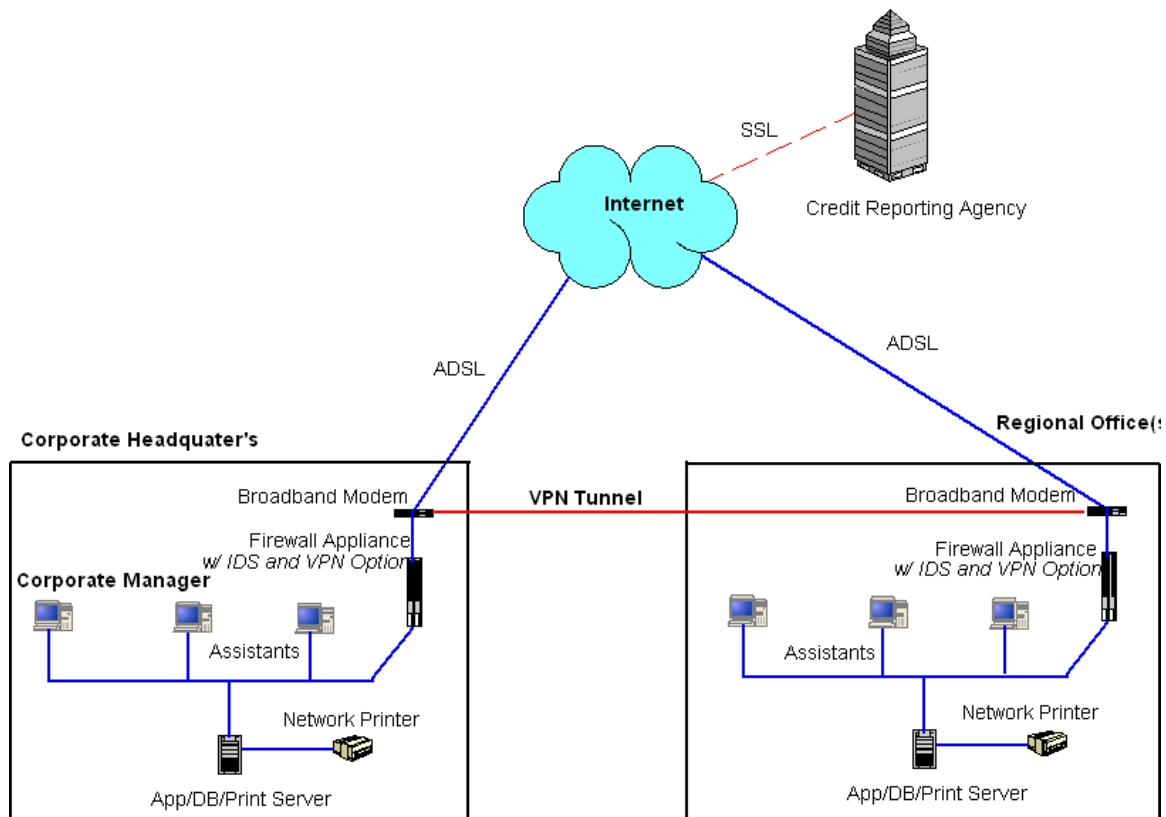 SSL
Internet
Credit Reporting Agency
ADSL
ADSL
Corporate Headquater's
Regional Office(s
Broadband Modem
VPN Tunnel
Broadband Modem
Firewall Appliance
w/ IDS and VPN Option
Firewall Appliance
w/ IDS and VPN Option
Corporate Manager
Assistants
Assistants
Network Printer
Network Printer
App/DB/Print Server
App/DB/Print Server